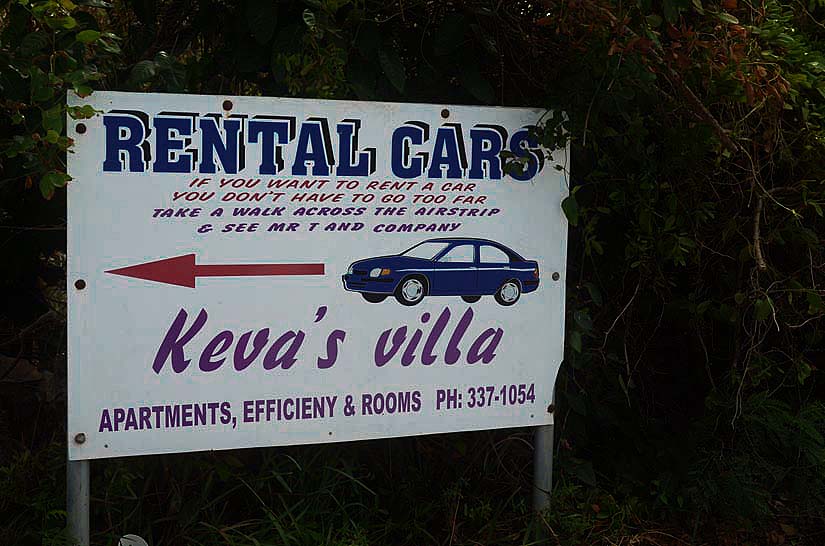 RENTAL CARS
IF YOU WANT TO RENT A CAR
YOU DON'T HAVE TO GO TOO FAR
TAKE A WALK ACROSS THE AIRSTRIP
& SEE MR T AND COMPANY
Keva's villa
APARTMENTS, EFFICIENY & ROOMS PH: 337-1054